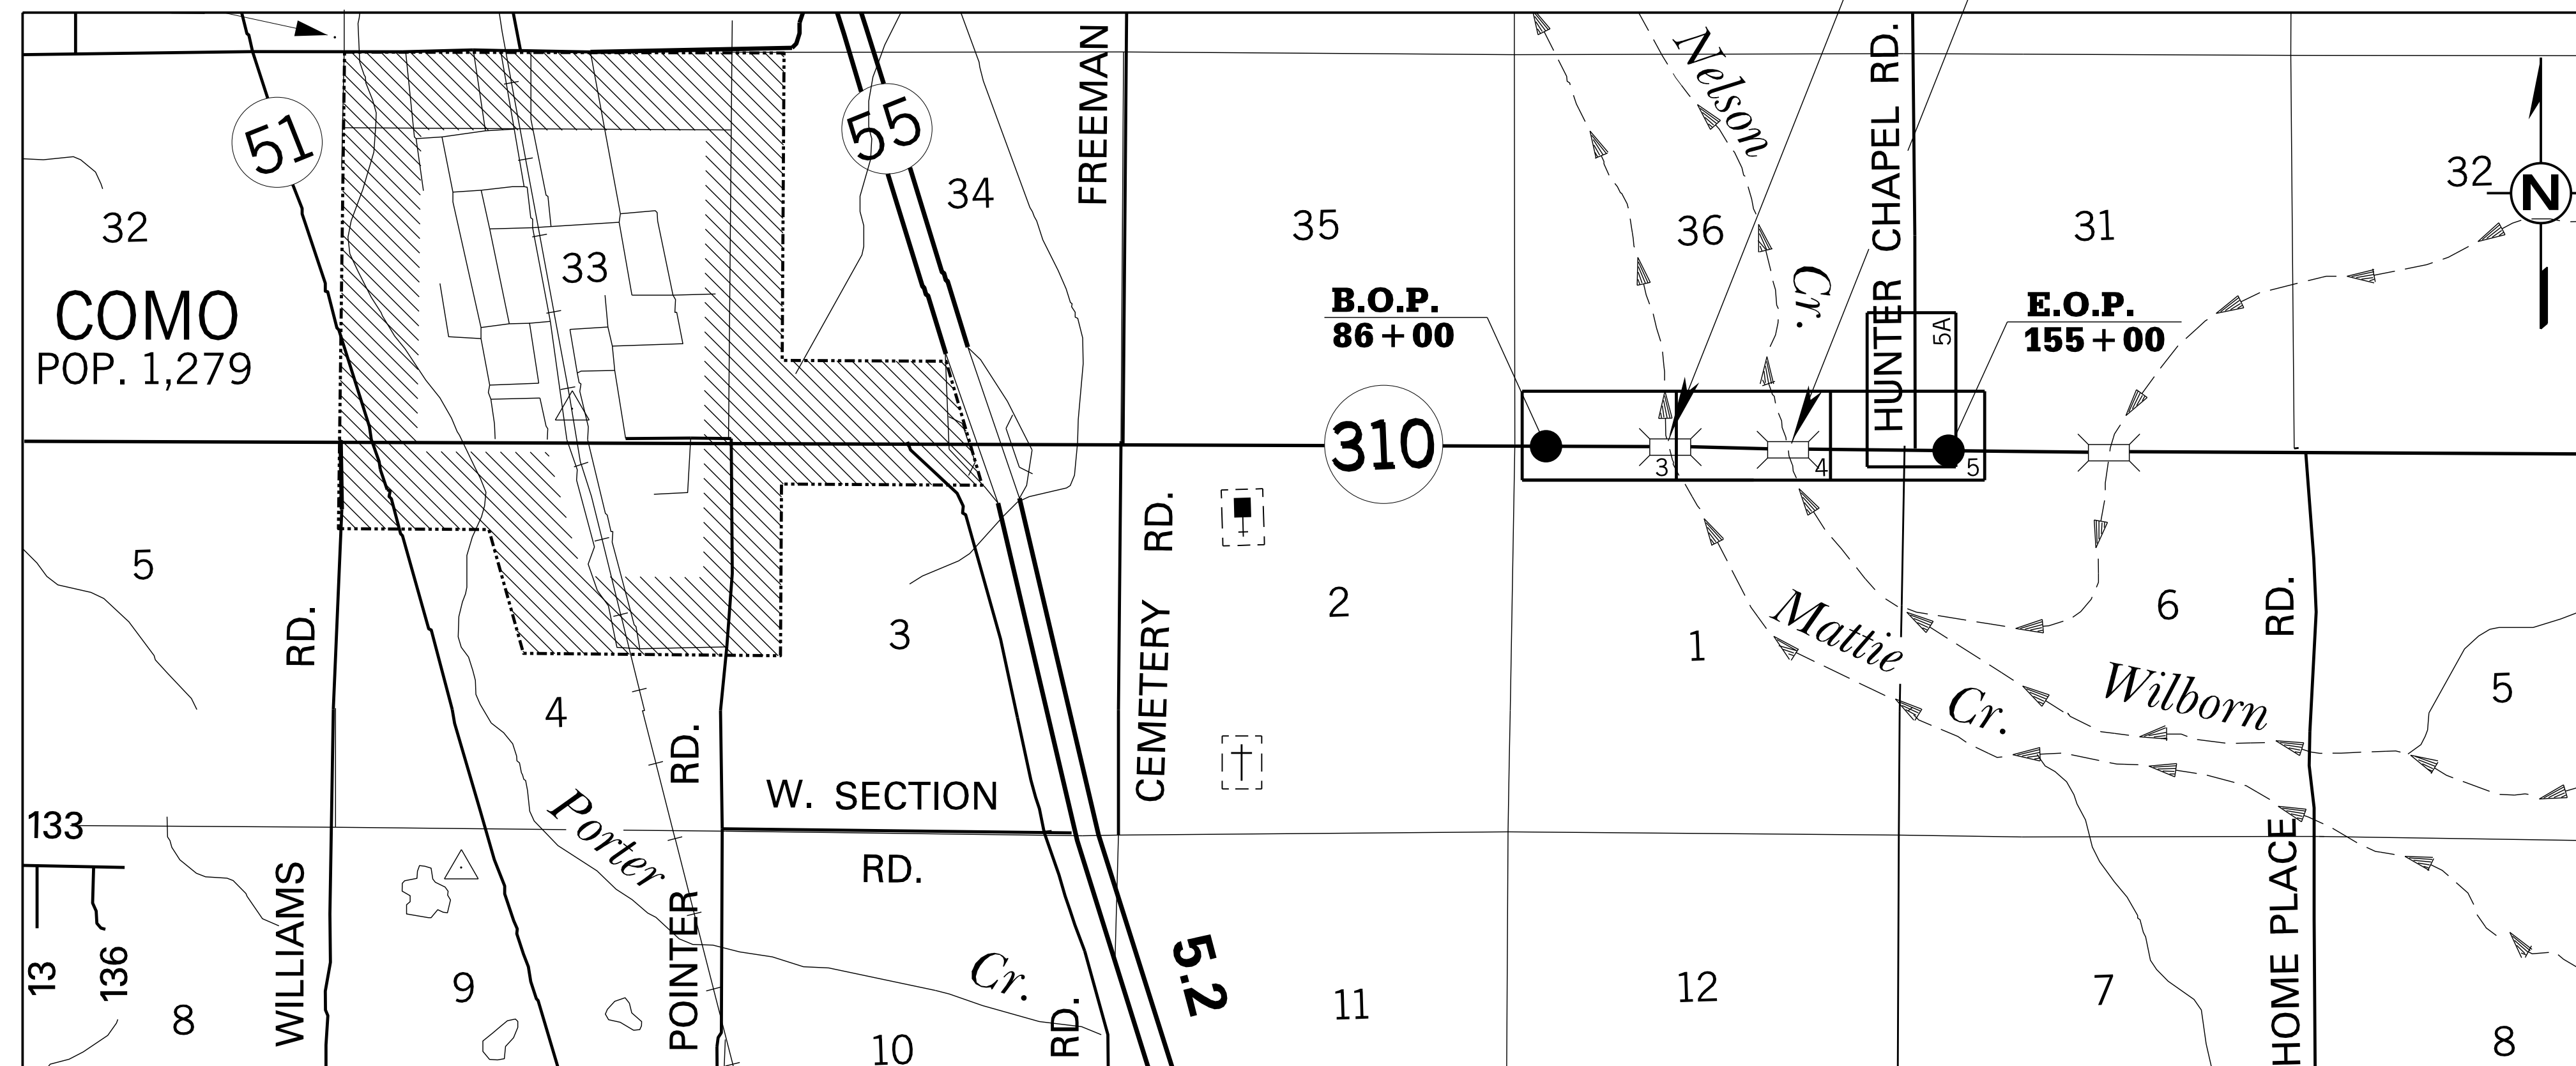 51
55
FREEMAN
Nelson
Cr.
HUNTER CHAPEL RD.
32
33
34
35
36
31
32
N
COMO
POP. 1,279
B.O.P.
86+00
E.O.P.
155+00
5A
310
3
4
5
5
RD.
4
3
RD.
CEMETERY
2
1
Mattie
Cr.
Wilborn
6
RD.
5
133
13
136
8
WILLIAMS
9
Porter
Cr.
RD.
POINTER
W. SECTION
RD.
10
RD.
5.2
11
12
7
HOME PLACE
8